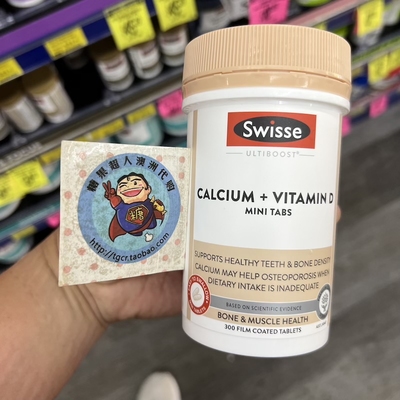 Swisse
ULTIBOOST
CALCIUM + VITAMIN D
MINI TABS
SUPPORTS HEALTHY TEETH & BONE DENSITY
CALCIUM MAY HELP OSTEOPOROSIS WHEN
DIETARY INTAKE IS INADEQUATE
BASED ON SCIENTIFIC EVIDENCE
BONE & MUSCLE HEALTH
300 FILM COATED TABLETS
糖果超人澳洲代购
http://tgcr.taobao.com